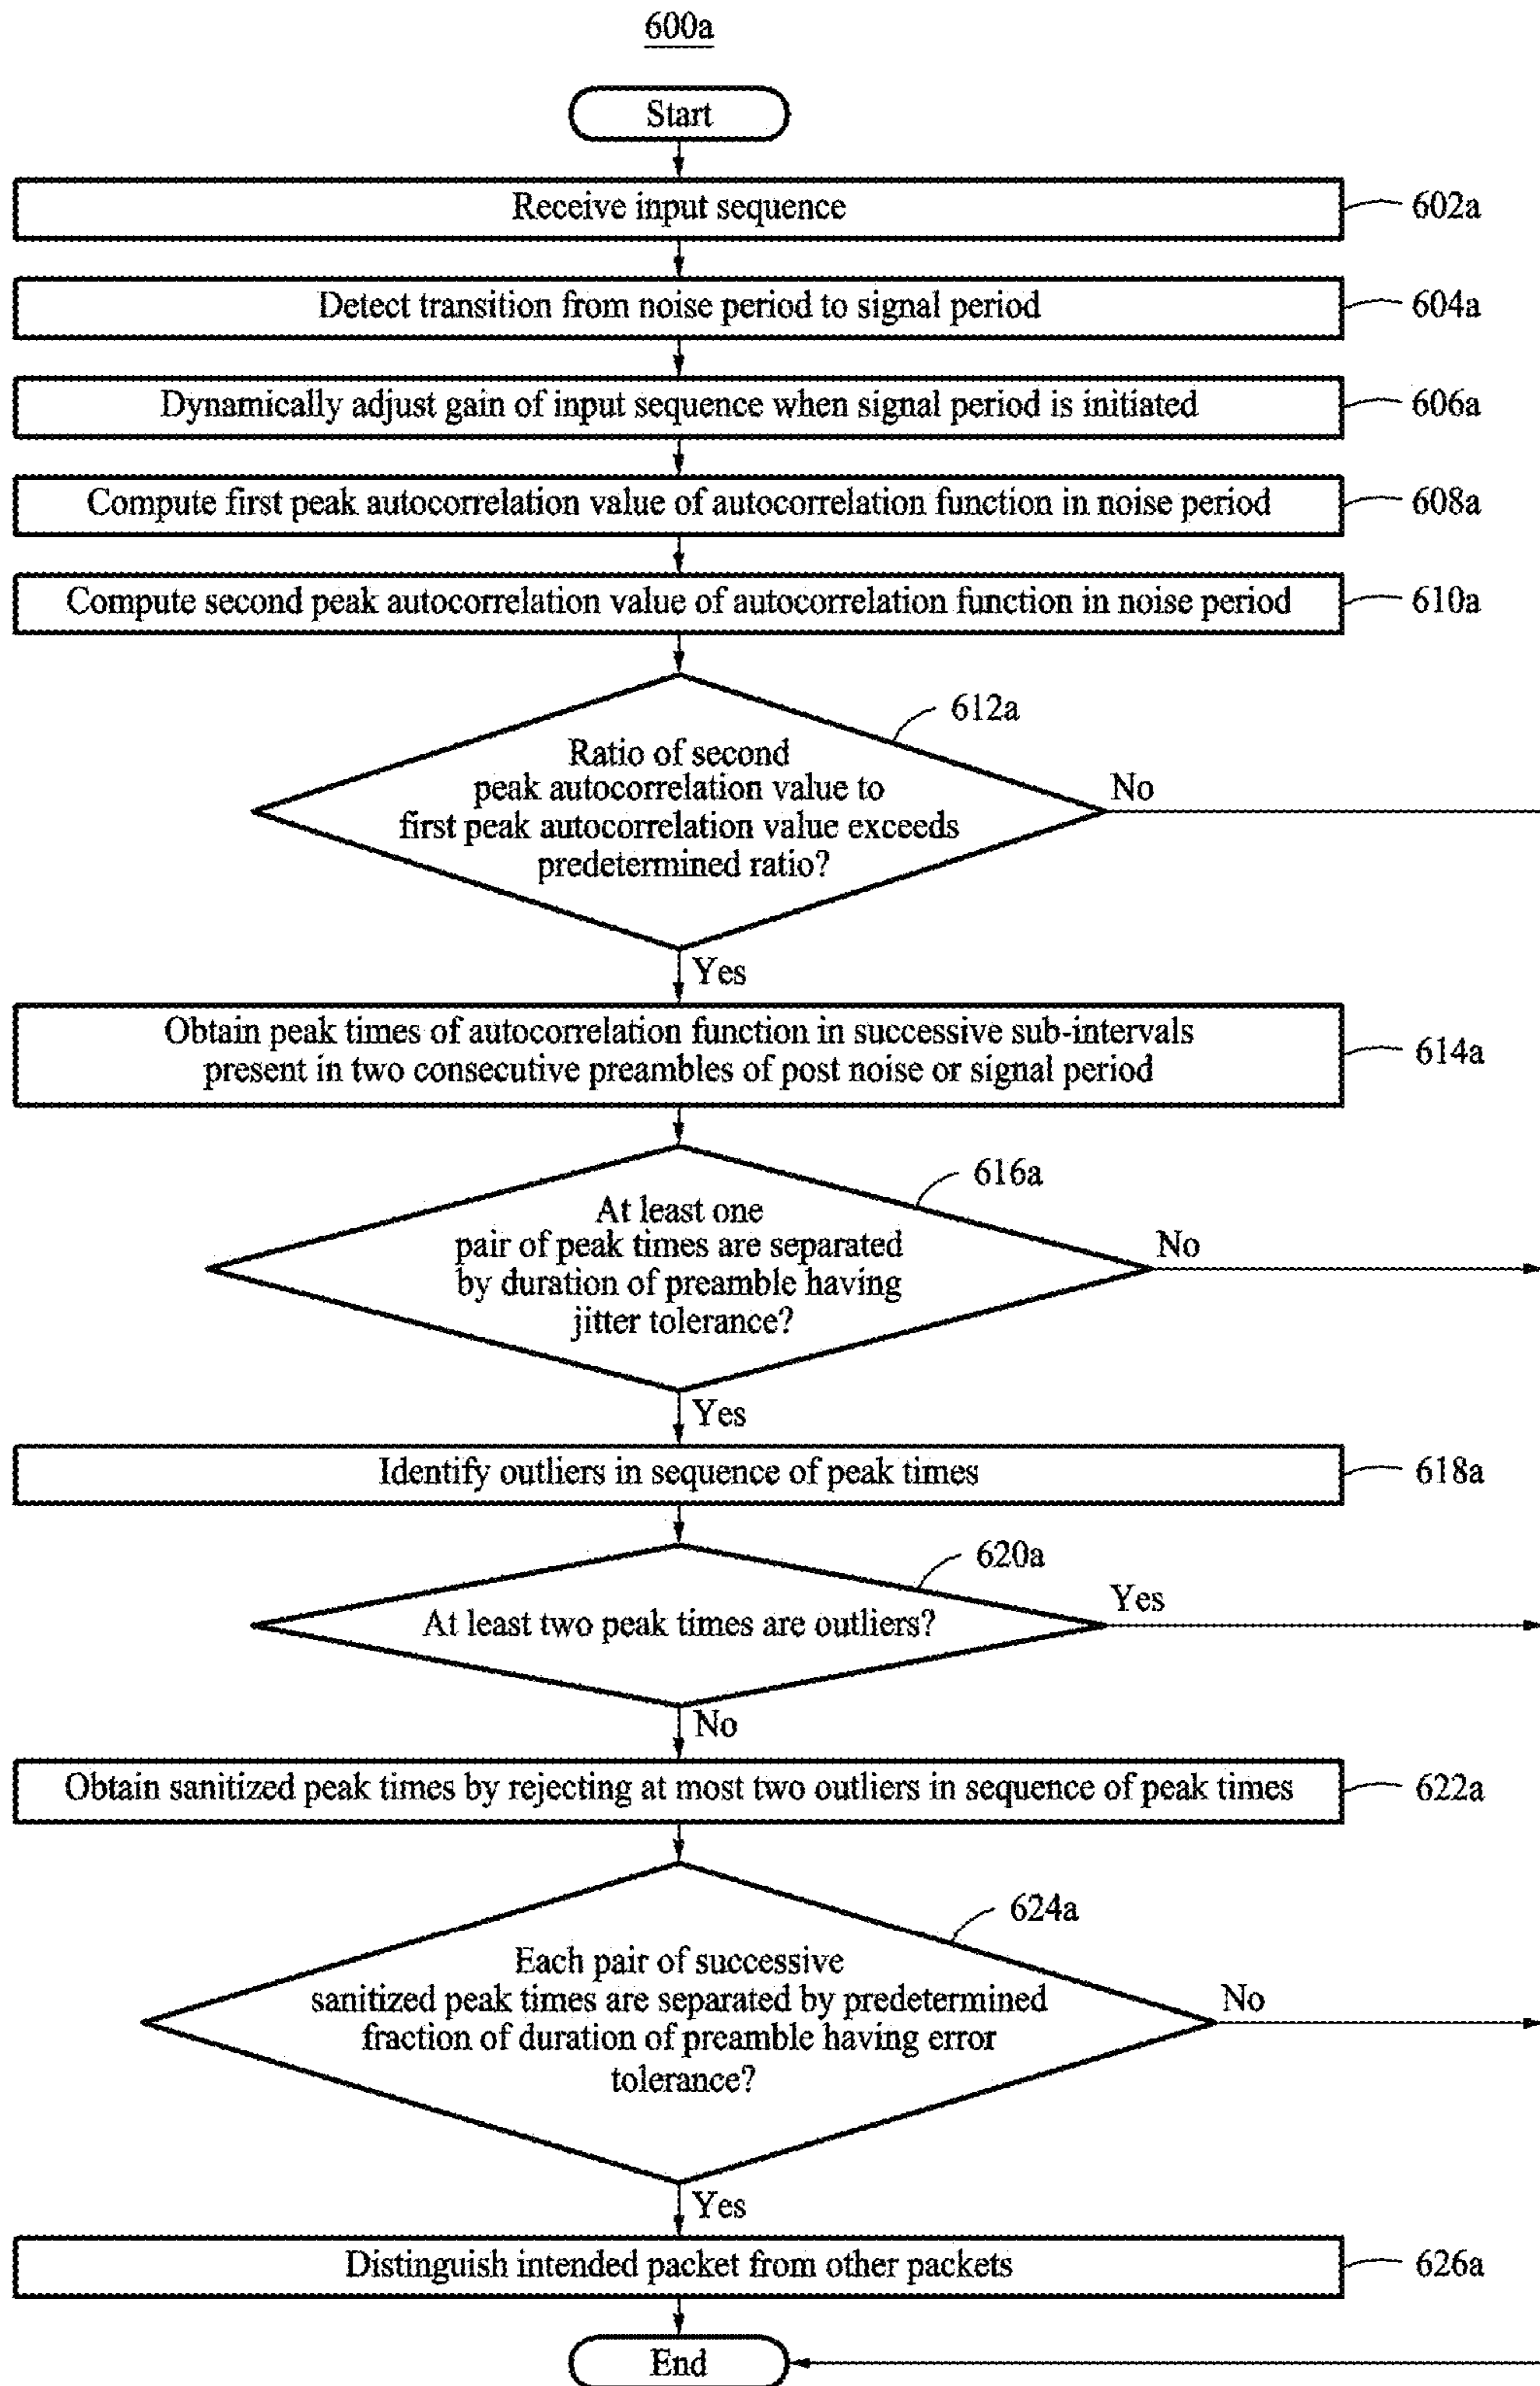 600a
Start
Receive input sequence
602a
Detect transition from noise period to signal period
604a
Dynamically adjust gain of input sequence when signal period is initiated
606a
Compute first peak autocorrelation value of autocorrelation function in noise period
608a
Compute second peak autocorrelation value of autocorrelation function in noise period
610a
612a
Ratio of second
peak autocorrelation value to
first peak autocorrelation value exceeds
predetermined ratio?
No
Yes
Obtain peak times of autocorrelation function in successive sub-intervals
present in two consecutive preambles of post noise or signal period
614a
616a
At least one
pair of peak times are separated
by duration of preamble having
jitter tolerance?
No
Yes
Identify outliers in sequence of peak times
618a
620a
At least two peak times are outliers?
Yes
No
Obtain sanitized peak times by rejecting at most two outliers in sequence of peak times
622a
624a
Each pair of successive
sanitized peak times are separated by predetermined
fraction of duration of preamble having error
tolerance?
No
Yes
Distinguish intended packet from other packets
626a
End